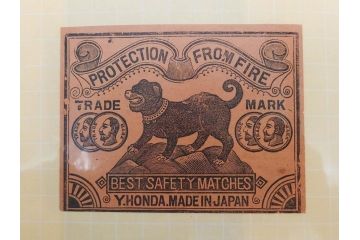 PROTECTION FROM FIRE
TRADE MARK
BEST SAFETY MATCHES
Y.HONDA.MADE IN JAPAN